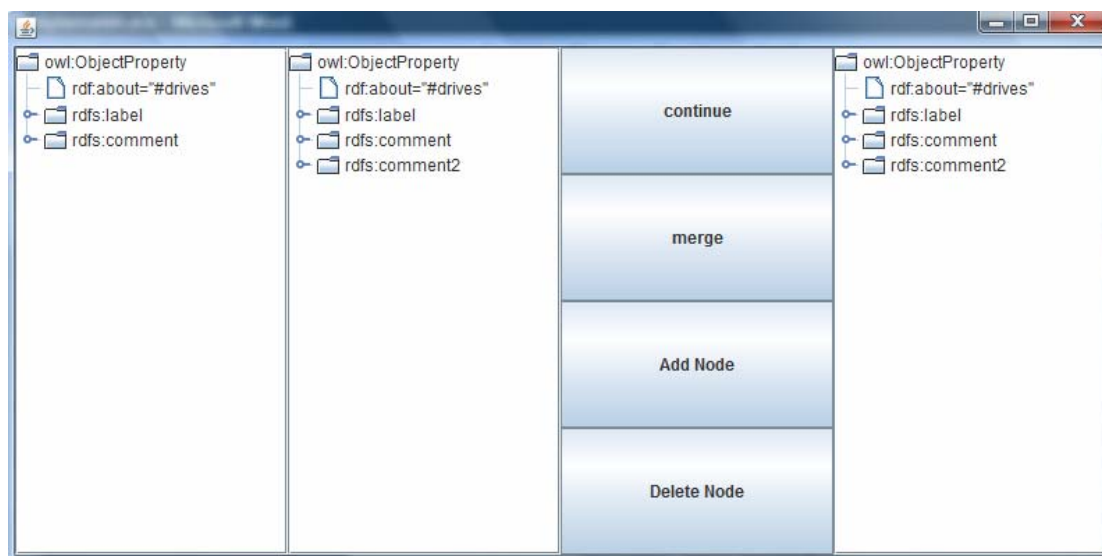 owl:ObjectProperty
rdf:about="#drives"
rdfs:label
rdfs:comment
owl:ObjectProperty
rdf:about="#drives"
rdfs:label
rdfs:comment
rdfs:comment2
continue
merge
Add Node
Delete Node
owl:ObjectProperty
rdf:about="#drives"
rdfs:label
rdfs:comment
rdfs:comment2